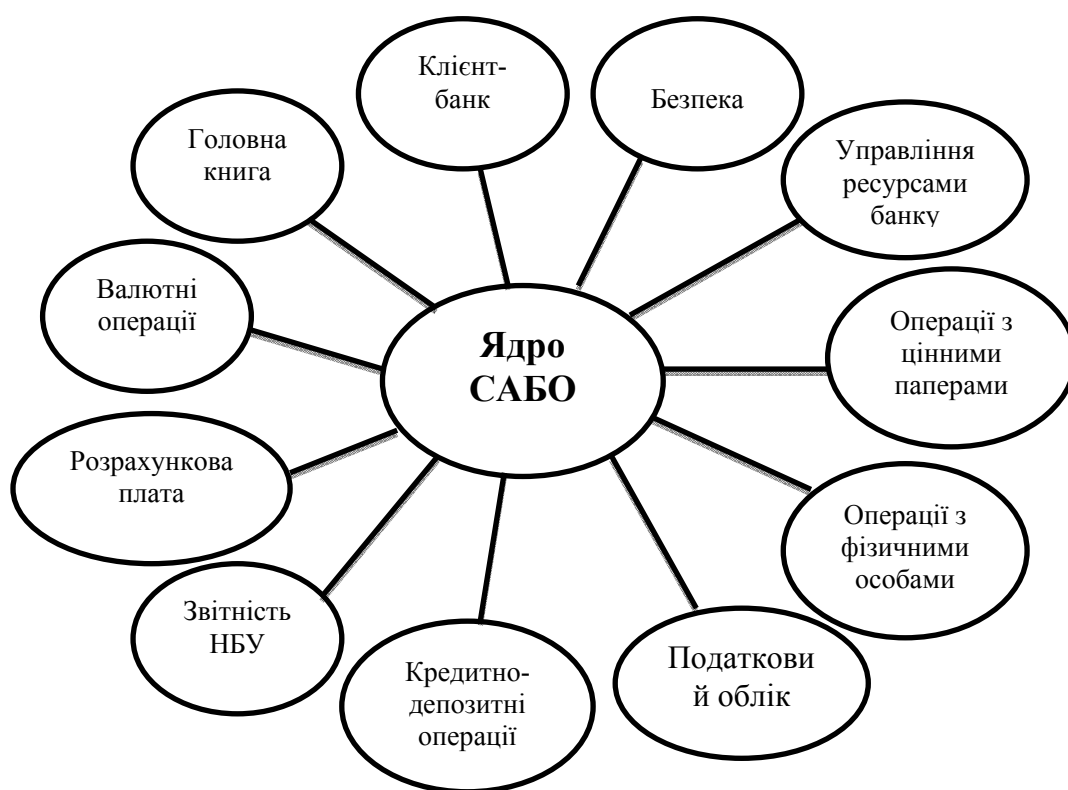 Клієнт-
банк
Безпека
Головна
книга
Управління
ресурсами
банку
Валютні
операції
Ядро
САБО
Операції з
цінними
паперами
Розрахункова
плата
Операції з
фізичними
особами
Звітність
НБУ
Кредитно-
депозитні
операції
Податкови
й облік